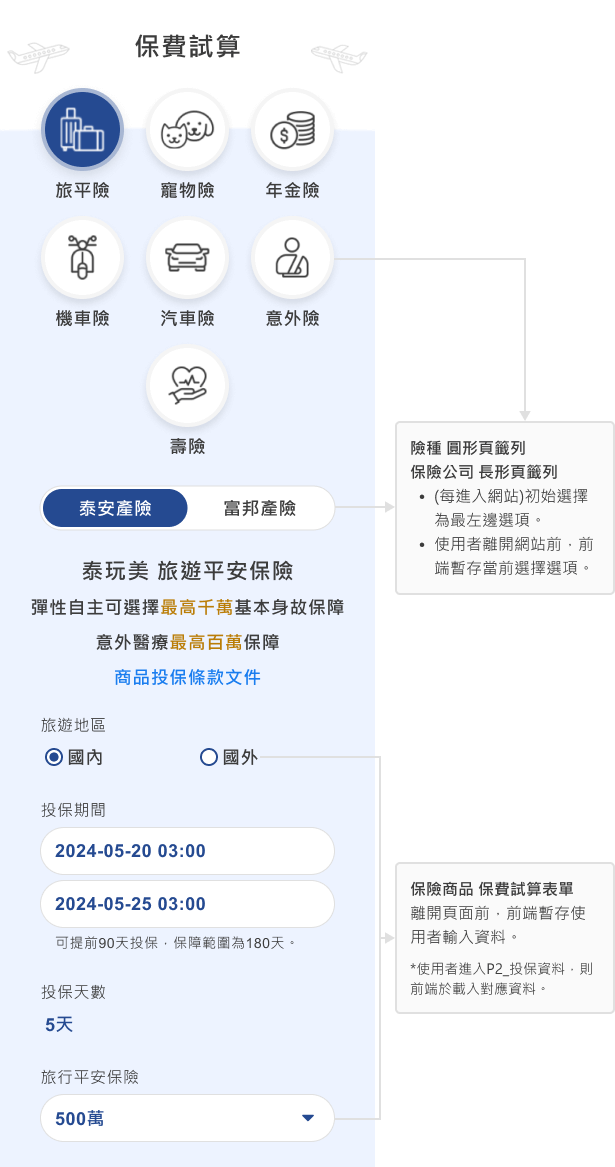 保費試算
旅平險
寵物險
年金險
機車險
汽車險
意外險
壽險
泰安產險
富邦產險
泰玩美 旅遊平安保險
彈性自主可選擇最高千萬基本身故保障
意外醫療最高百萬保障
商品投保條款文件
旅遊地區
國內
國外
投保期間
2024-05-20 03:00
2024-05-25 03:00
可提前90天投保，保障範圍為180天。
投保天數
5天
旅行平安保險
500萬
險種 圓形頁籤列
保險公司 長形頁籤列
• (每進入網站)初始選擇
為最左邊選項。
• 使用者離開網站前，前
端暫存當前選擇選項。
保險商品 保費試算表單
離開頁面前，前端暫存使
用者輸入資料。
*使用者進入P2_投保資料，則
前端於載入對應資料。